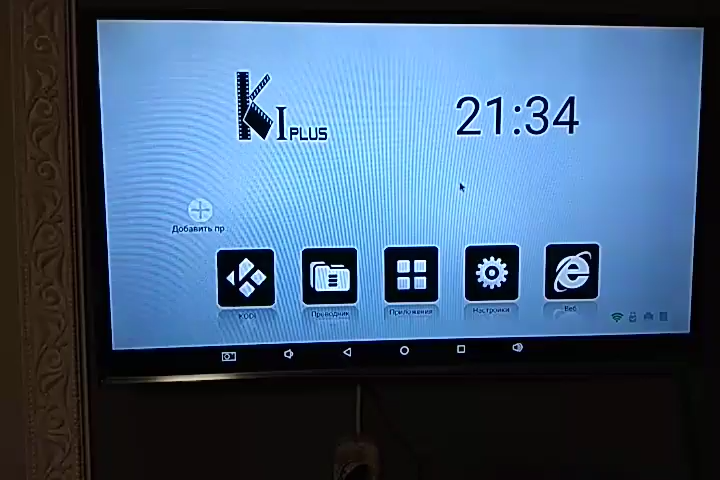 KI PLUS
21:34
Добавить пр
KODI
Проводник
Приложения
Настройки
Веб